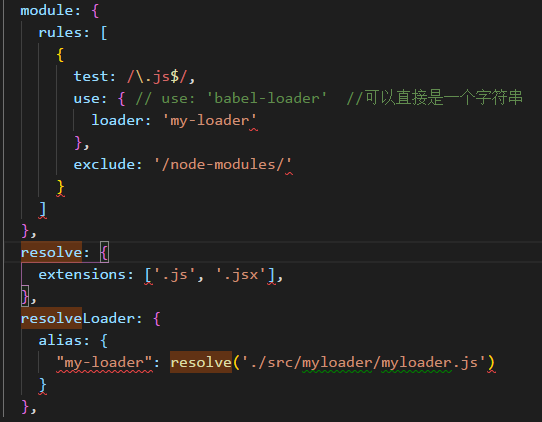 module: {
rules: [
{
test: /\.js$/,
use: { // use: 'babel-loader' //可以直接是一个字符串
loader: 'my-loader'
},
exclude: '/node-modules/'
}
]
},
resolve: {
extensions: ['.js', '.jsx'],
},
resolveLoader: {
alias: {
"my-loader": resolve('./src/myloader/myloader.js')
}
},